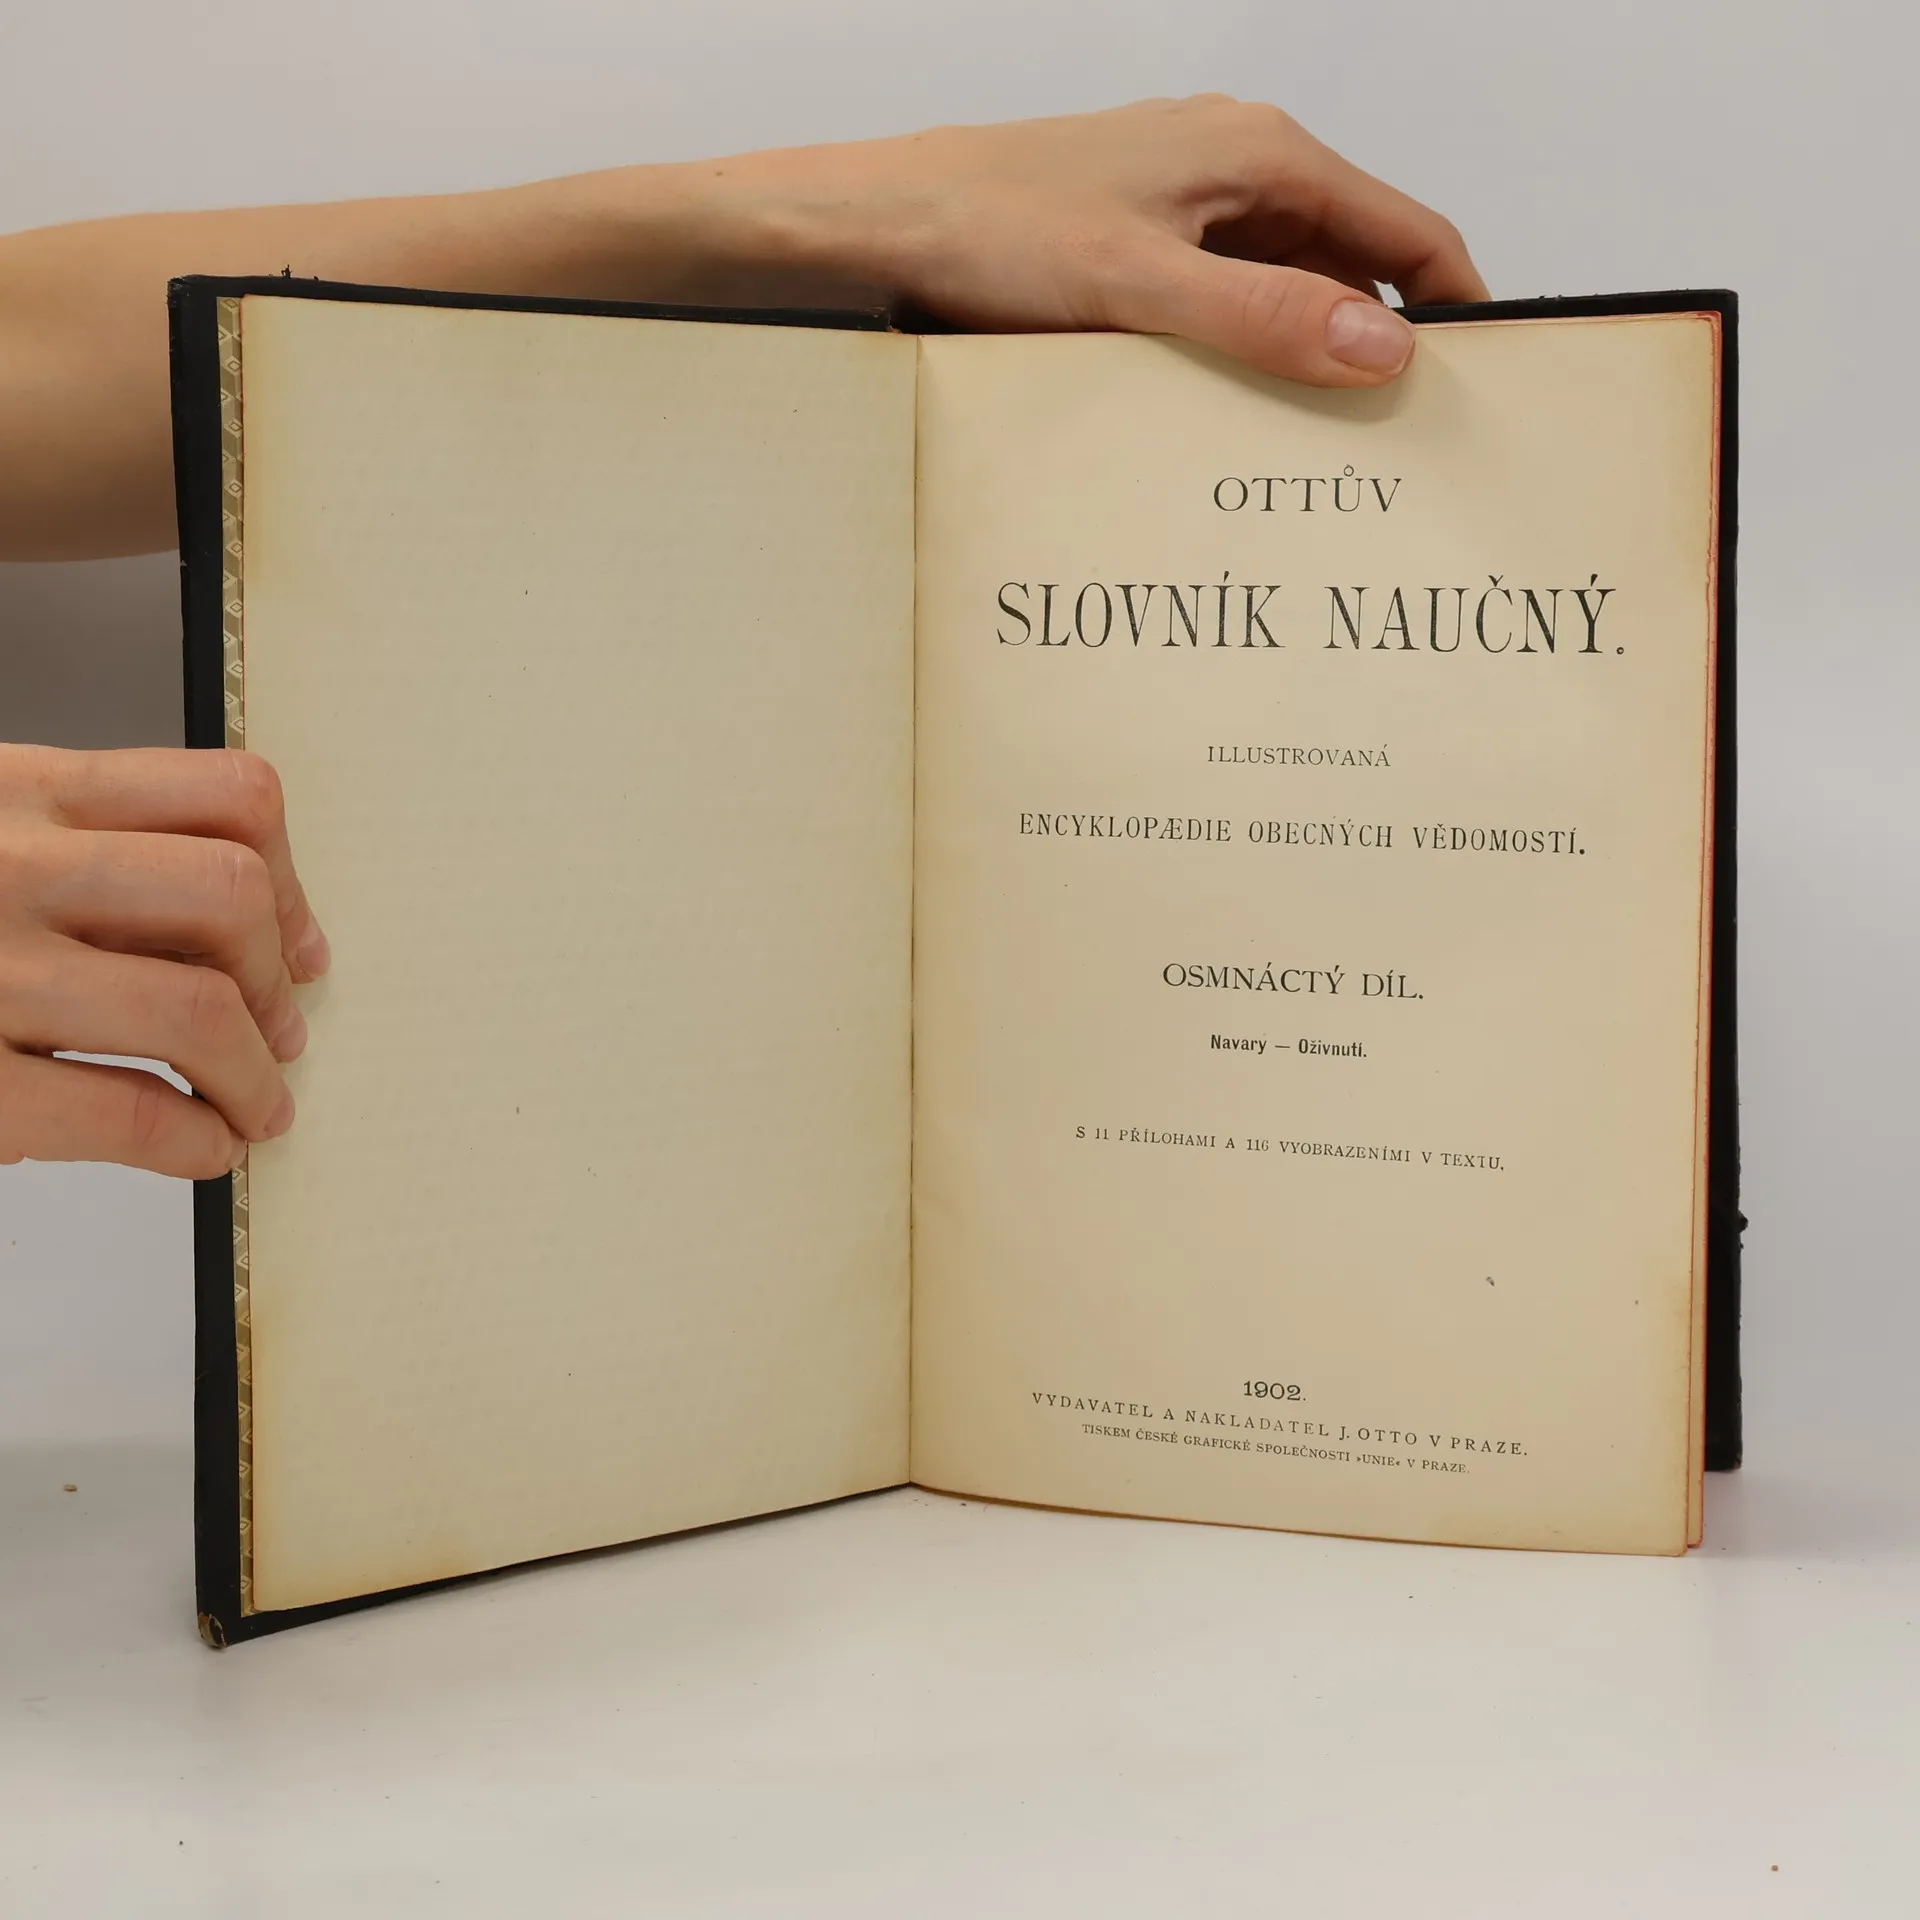 OTTŮV
SLOVNÍK NAUČNÝ.
ILLUSTROVANÁ
ENCYKLOPÆDIE OBECNÝCH VĚDOMOSTÍ.
OSMNÁCTÝ DÍL.
Navary — Oživnutí.
S 11 PŘÍLOHAMI A 116 VYOBRAZENÍMI V TEXTU.
1902.
VYDAVATEL A NAKLADATEL J. OTTO V PRAZE.
TISKEM ČESKÉ GRAFICKÉ SPOLEČNOSTI »UNIE« V PRAZE.